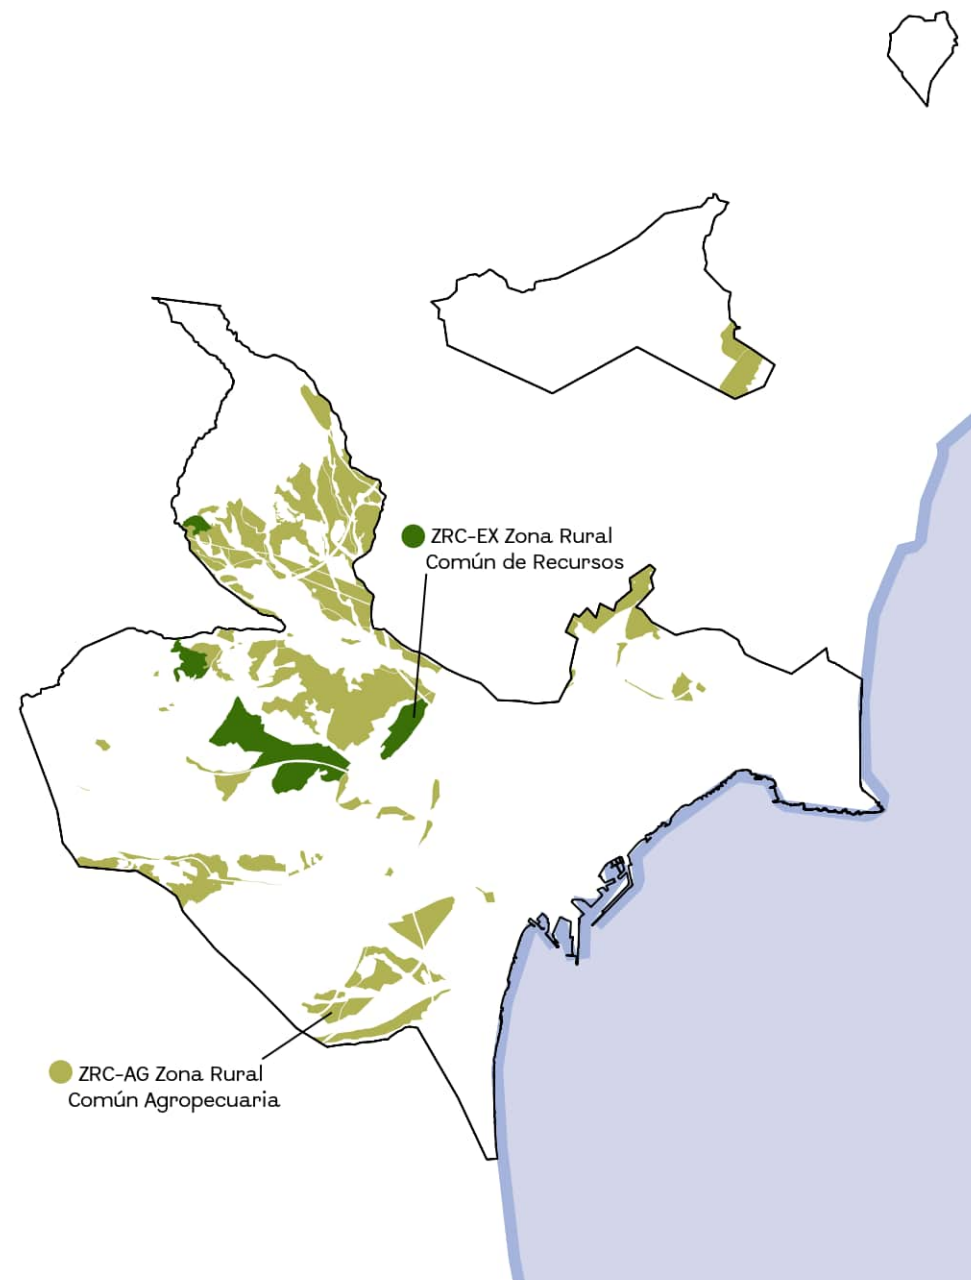 ZRC-EX Zona Rural
Común de Recursos
ZRC-AG Zona Rural
Común Agropecuaria